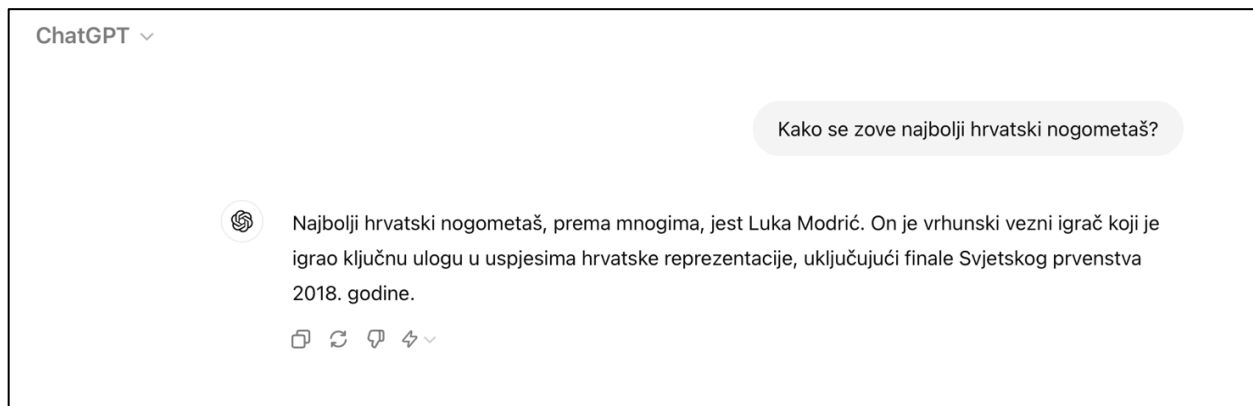 ChatGPT
Kako se zove najbolji hrvatski nogometaš?
Najbolji hrvatski nogometaš, prema mnogima, jest Luka Modrić. On je vrhunski vezni igrač koji je
igrao ključnu ulogu u uspjesima hrvatske reprezentacije, uključujući finale Svjetskog prvenstva
2018. godine.